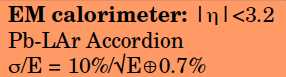 EM calorimeter: |η|<3.2
Pb-LAr Accordion
σ/E = 10%/√E⊕0.7%